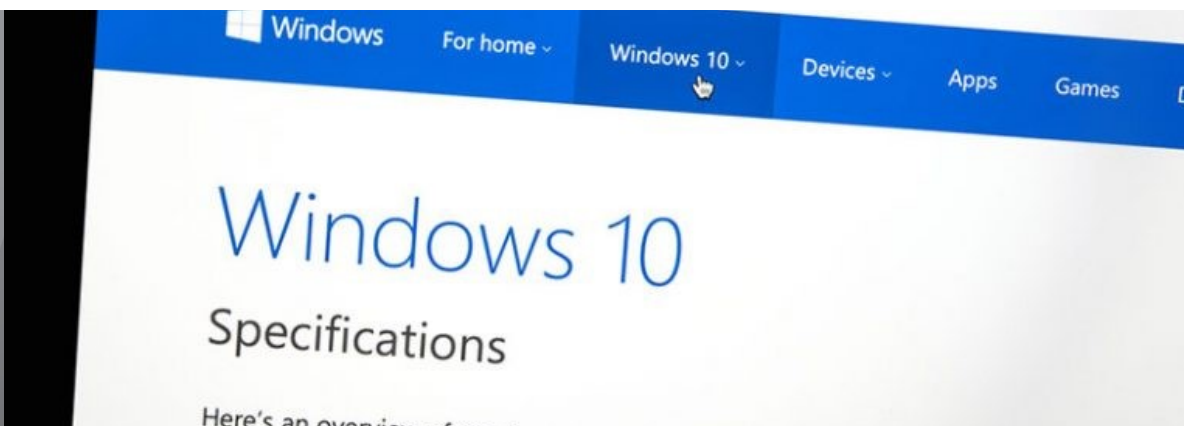 Windows For home Windows 10 Devices Apps Games
Windows 10
Specifications
Here's an overview